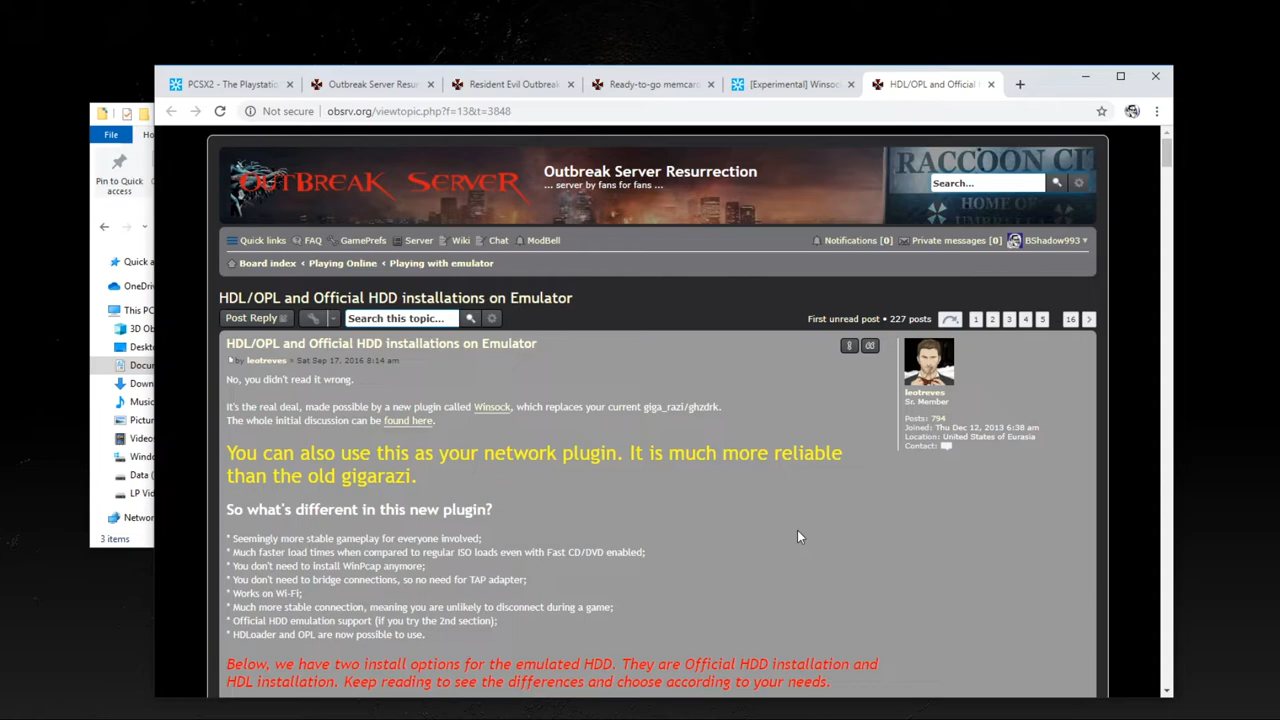 PCSX2 - The Playstati
Outbreak Server Resur
Resident Evil Outbreak
Ready-to-go memcar
[Experimental] Winsoc
HDL/OPL and Official
Not secure obsrv.org/viewtopic.php?f=13&t=3848
File Ho
Pin to Quick
access
Quick a
OneDriv
This PC
3D Ob
Deskt
Docu
Down
Music
Pictur
Video
Windo
Data (
LP Vid
Networ
3 items
OUTBREAK SERVER
Outbreak Server Resurrection
... server by fans for fans ...
RACCOON CIT
Search...
HOME OF
Quick links FAQ GamePrefs Server Wiki Chat ModBell
Notifications [0] Private messages [0] BShadow993
Board index ‹ Playing Online ‹ Playing with emulator
HDL/OPL and Official HDD installations on Emulator
Post Reply Search this topic...
First unread post • 227 posts 1 2 3 4 5 16
HDL/OPL and Official HDD installations on Emulator
by leotreves » Sat Sep 17, 2016 8:14 am
No, you didn't read it wrong.
It's the real deal, made possible by a new plugin called Winsock, which replaces your current giga_razi/ghzdrk.
The whole initial discussion can be found here.
You can also use this as your network plugin. It is much more reliable
than the old gigarazi.
So what's different in this new plugin?
* Seemingly more stable gameplay for everyone involved;
* Much faster load times when compared to regular ISO loads even with Fast CD/DVD enabled;
* You don't need to install WinPcap anymore;
* You don't need to bridge connections, so no need for TAP adapter;
* Works on Wi-Fi;
* Much more stable connection, meaning you are unlikely to disconnect during a game;
* Official HDD emulation support (if you try the 2nd section);
* HDLoader and OPL are now possible to use.
Below, we have two install options for the emulated HDD. They are Official HDD installation and
HDL installation. Keep reading to see the differences and choose according to your needs.
leotreves
Sr. Member
Posts: 794
Joined: Thu Dec 12, 2013 6:38 am
Location: United States of Eurasia
Contact: